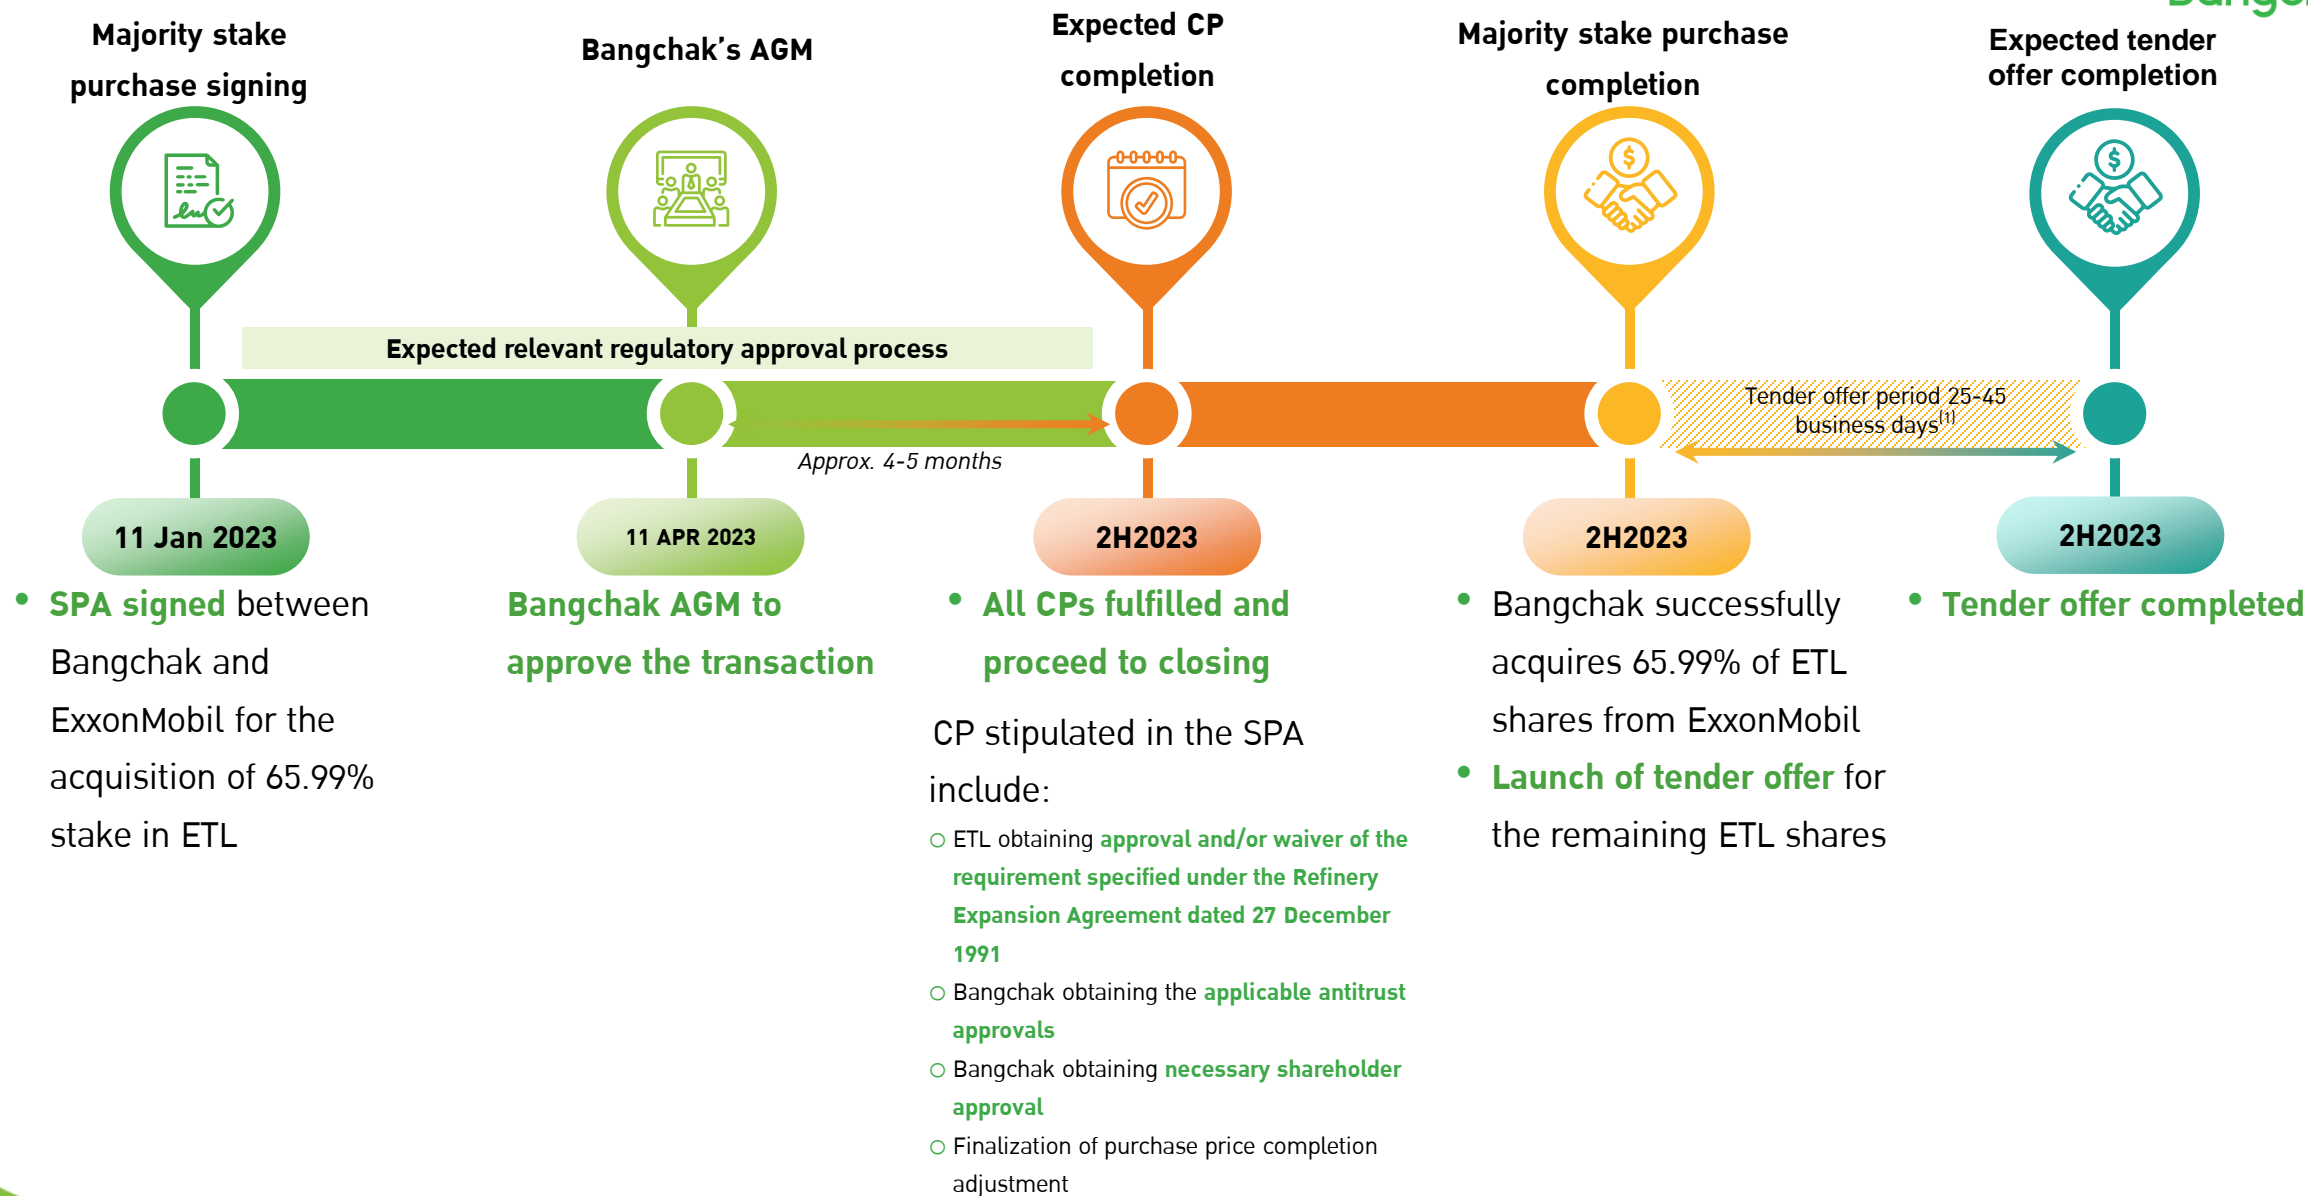 Majority stake
purchase signing
Bangchak's AGM
Expected CP
completion
Majority stake purchase
completion
Expected tender
offer completion
Expected relevant regulatory approval process
Approx. 4-5 months
Tender offer period 25-45
business days(1)
11 Jan 2023
11 APR 2023
2H2023
2H2023
2H2023
• SPA signed between
Bangchak and
ExxonMobil for the
acquisition of 65.99%
stake in ETL
Bangchak AGM to
approve the transaction
• All CPs fulfilled and
proceed to closing
CP stipulated in the SPA
include:
○ ETL obtaining approval and/or waiver of the
requirement specified under the Refinery
Expansion Agreement dated 27 December
1991
○ Bangchak obtaining the applicable antitrust
approvals
○ Bangchak obtaining necessary shareholder
approval
○ Finalization of purchase price completion
adjustment
• Bangchak successfully
acquires 65.99% of ETL
shares from ExxonMobil
• Launch of tender offer for
the remaining ETL shares
• Tender offer completed